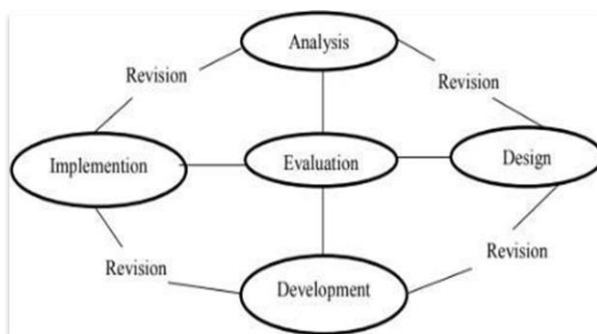 Analysis
Revision
Revision
Implemention
Evaluation
Design
Revision
Revision
Development